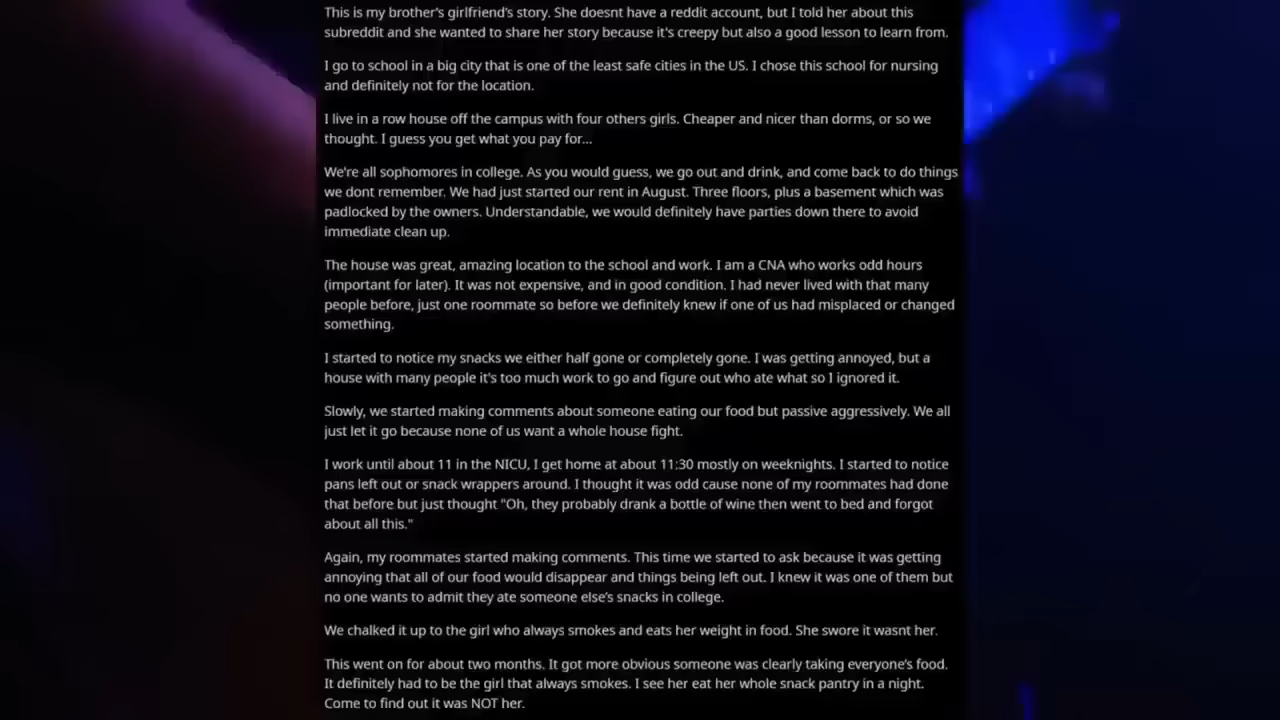 This is my brother's girlfriend's story. She doesnt have a reddit account, but I told her about this
subreddit and she wanted to share her story because it's creepy but also a good lesson to learn from.
I go to school in a big city that is one of the least safe cities in the US. I chose this school for nursing
and definitely not for the location.
I live in a row house off the campus with four others girls. Cheaper and nicer than dorms, or so we
thought. I guess you get what you pay for...
We're all sophomores in college. As you would guess, we go out and drink, and come back to do things
we dont remember. We had just started our rent in August. Three floors, plus a basement which was
padlocked by the owners. Understandable, we would definitely have parties down there to avoid
immediate clean up.
The house was great, amazing location to the school and work. I am a CNA who works odd hours
(important for later). It was not expensive, and in good condition. I had never lived with that many
people before, just one roommate so before we definitely knew if one of us had misplaced or changed
something.
I started to notice my snacks we either half gone or completely gone. I was getting annoyed, but a
house with many people it's too much work to go and figure out who ate what so I ignored it.
Slowly, we started making comments about someone eating our food but passive aggressively. We all
just let it go because none of us want a whole house fight.
I work until about 11 in the NICU, I get home at about 11:30 mostly on weeknights. I started to notice
pans left out or snack wrappers around. I thought it was odd cause none of my roommates had done
that before but just thought "Oh, they probably drank a bottle of wine then went to bed and forgot
about all this."
Again, my roommates started making comments. This time we started to ask because it was getting
annoying that all of our food would disappear and things being left out. I knew it was one of them but
no one wants to admit they ate someone else's snacks in college.
We chalked it up to the girl who always smokes and eats her weight in food. She swore it wasnt her.
This went on for about two months. It got more obvious someone was clearly taking everyone's food.
It definitely had to be the girl that always smokes. I see her eat her whole snack pantry in a night.
Come to find out it was NOT her.